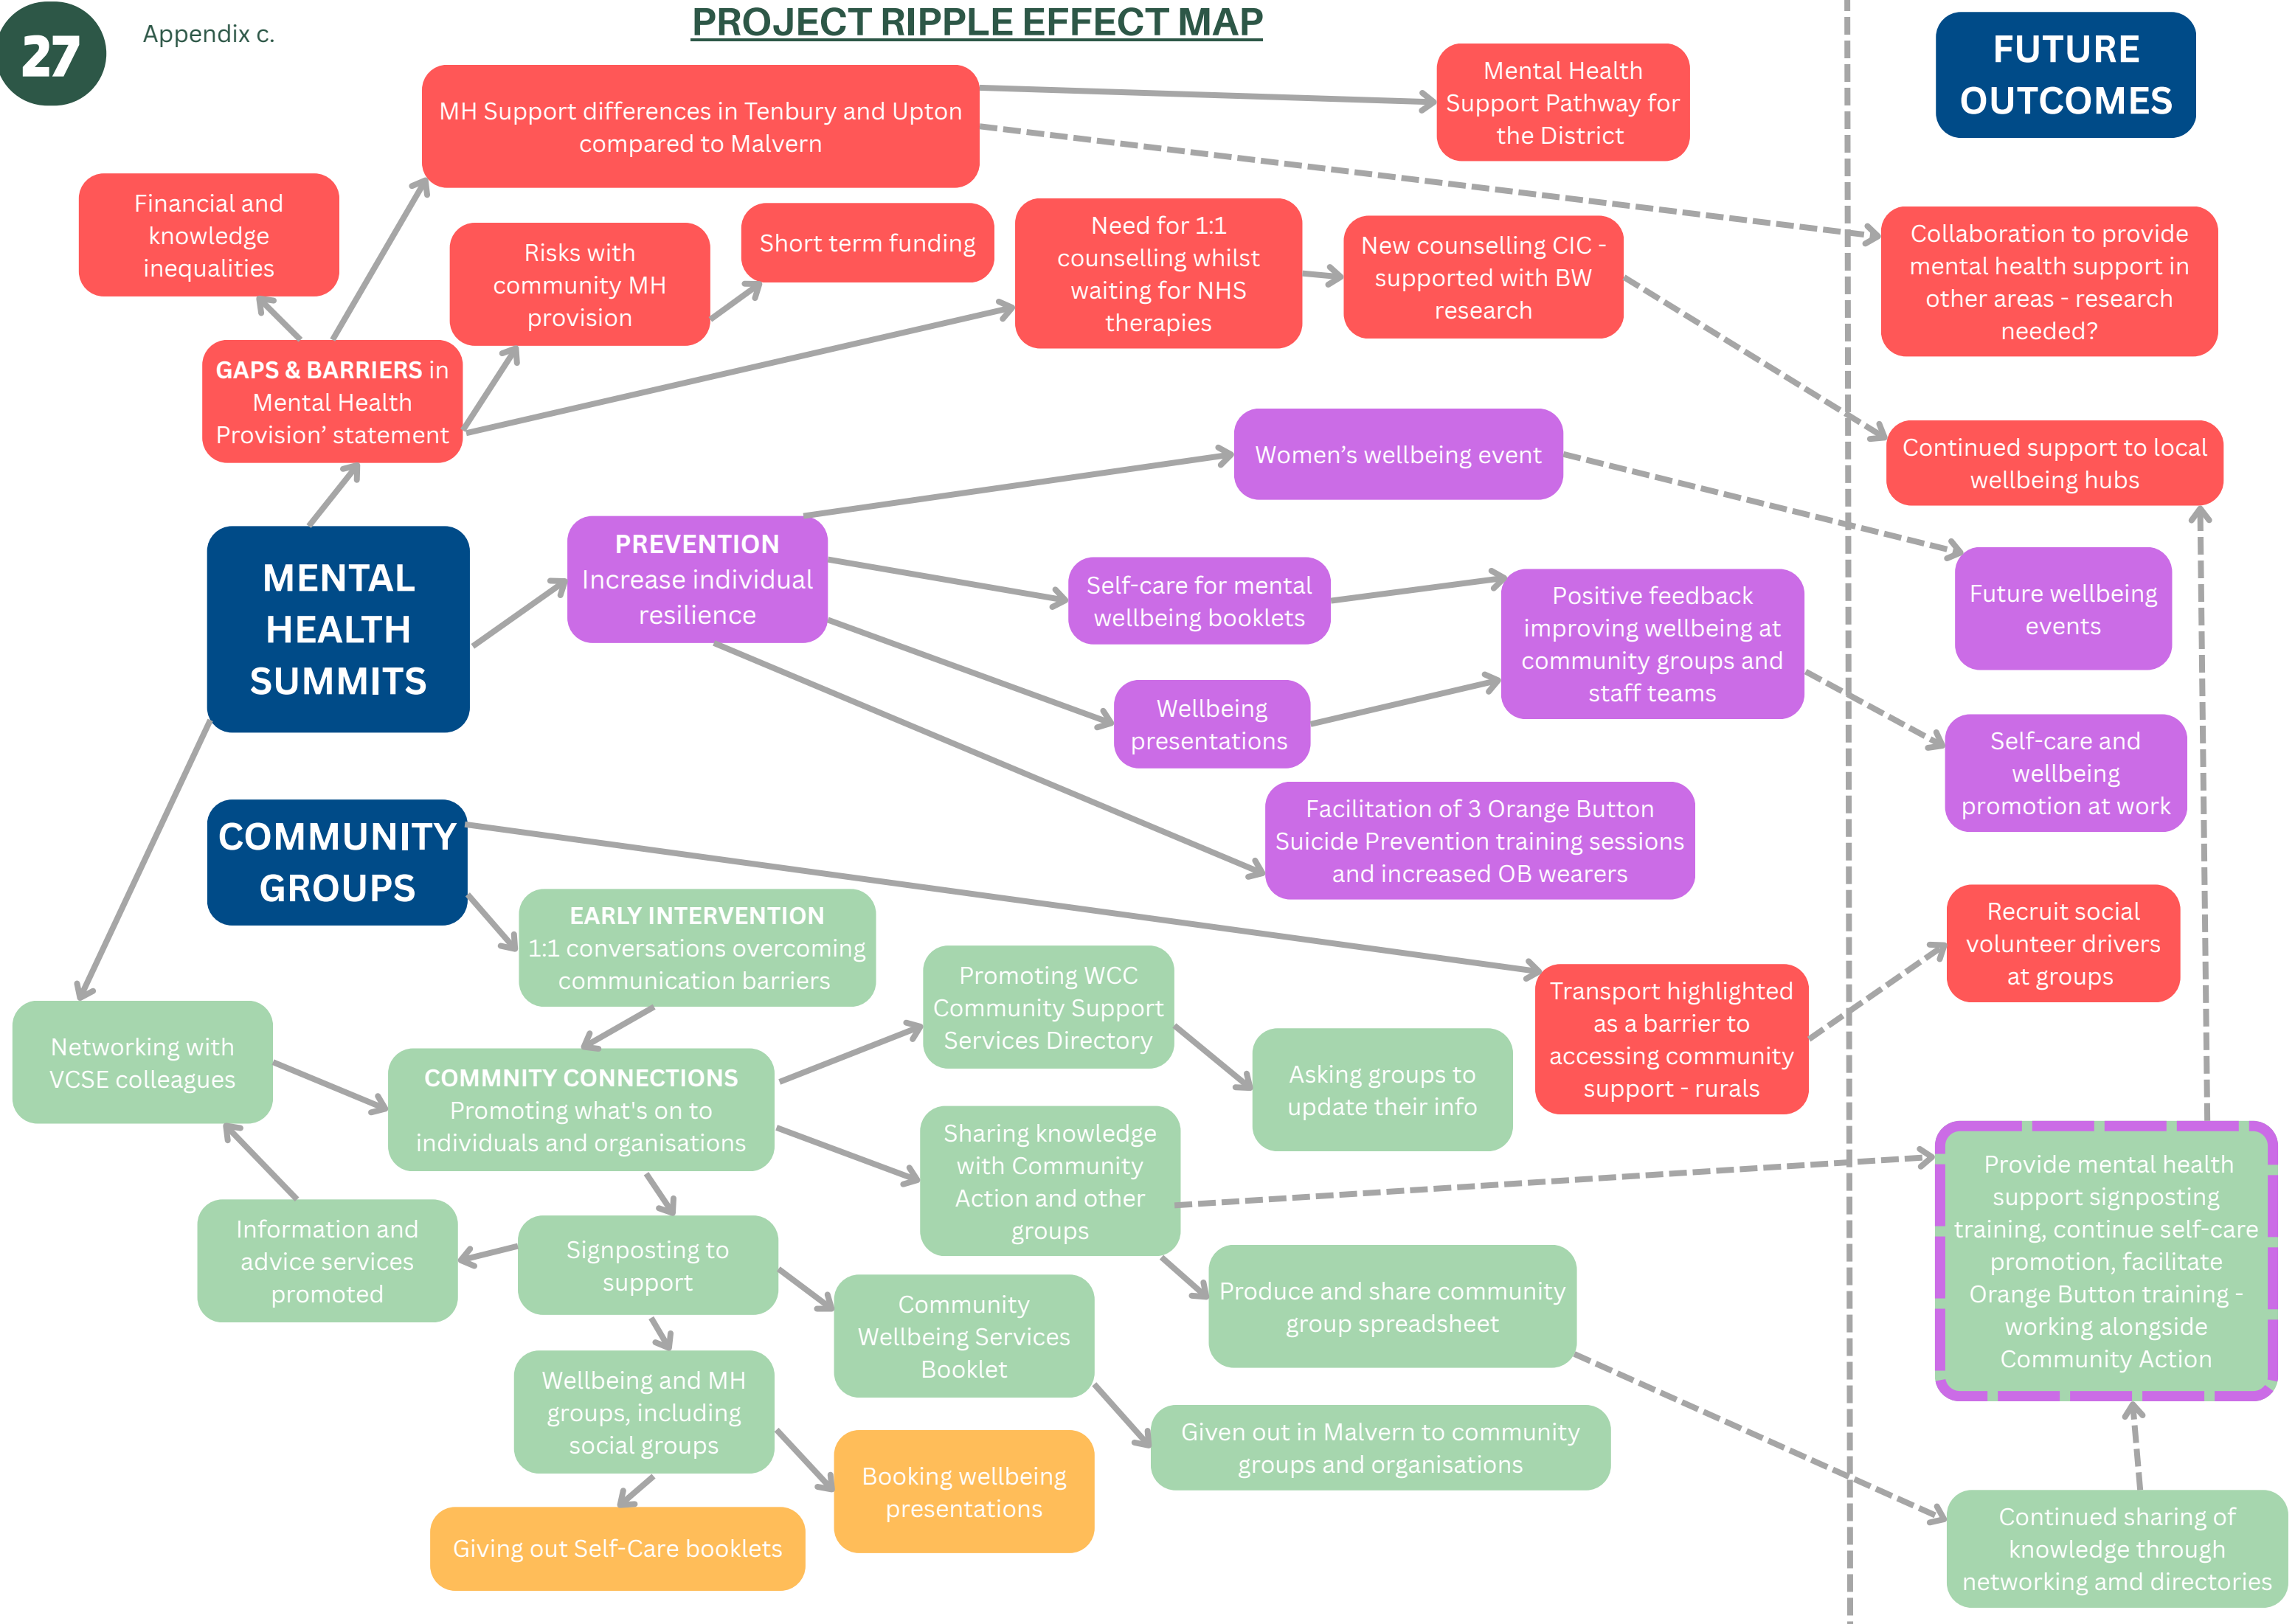 27
Appendix c.
PROJECT RIPPLE EFFECT MAP
FUTURE
OUTCOMES
MH Support differences in Tenbury and Upton
compared to Malvern
Mental Health
Support Pathway for
the District
Financial and
knowledge
inequalities
Risks with
community MH
provision
Short term funding
Need for 1:1
counselling whilst
waiting for NHS
therapies
New counselling CIC -
supported with BW
research
Collaboration to provide
mental health support in
other areas - research
needed?
GAPS & BARRIERS in
Mental Health
Provision’ statement
Women’s wellbeing event
Continued support to local
wellbeing hubs
MENTAL
HEALTH
SUMMITS
PREVENTION
Increase individual
resilience
Self-care for mental
wellbeing booklets
Positive feedback
improving wellbeing at
community groups and
staff teams
Future wellbeing
events
Wellbeing
presentations
Self-care and
wellbeing
promotion at work
Facilitation of 3 Orange Button
Suicide Prevention training sessions
and increased OB wearers
COMMUNITY
GROUPS
EARLY INTERVENTION
1:1 conversations overcoming
communication barriers
Recruit social
volunteer drivers
at groups
Promoting WCC
Community Support
Services Directory
Transport highlighted
as a barrier to
accessing community
support - rurals
Networking with
VCSE colleagues
COMMNITY CONNECTIONS
Promoting what's on to
individuals and organisations
Asking groups to
update their info
Sharing knowledge
with Community
Action and other
groups
Provide mental health
support signposting
training, continue self-care
promotion, facilitate
Orange Button training -
working alongside
Community Action
Information and
advice services
promoted
Signposting to
support
Community
Wellbeing Services
Booklet
Produce and share community
group spreadsheet
Wellbeing and MH
groups, including
social groups
Given out in Malvern to community
groups and organisations
Booking wellbeing
presentations
Giving out Self-Care booklets
Continued sharing of
knowledge through
networking amd directories